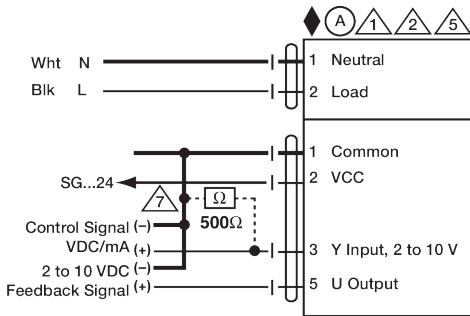 A 1 2 5
Wht N 1 Neutral
Blk L 2 Load
1 Common
SG...24 2 VCC
7 Ω
500Ω
Control Signal (–)
VDC/mA (+) 3 Y Input, 2 to 10 V
2 to 10 VDC (–)
Feedback Signal (+) 5 U Output